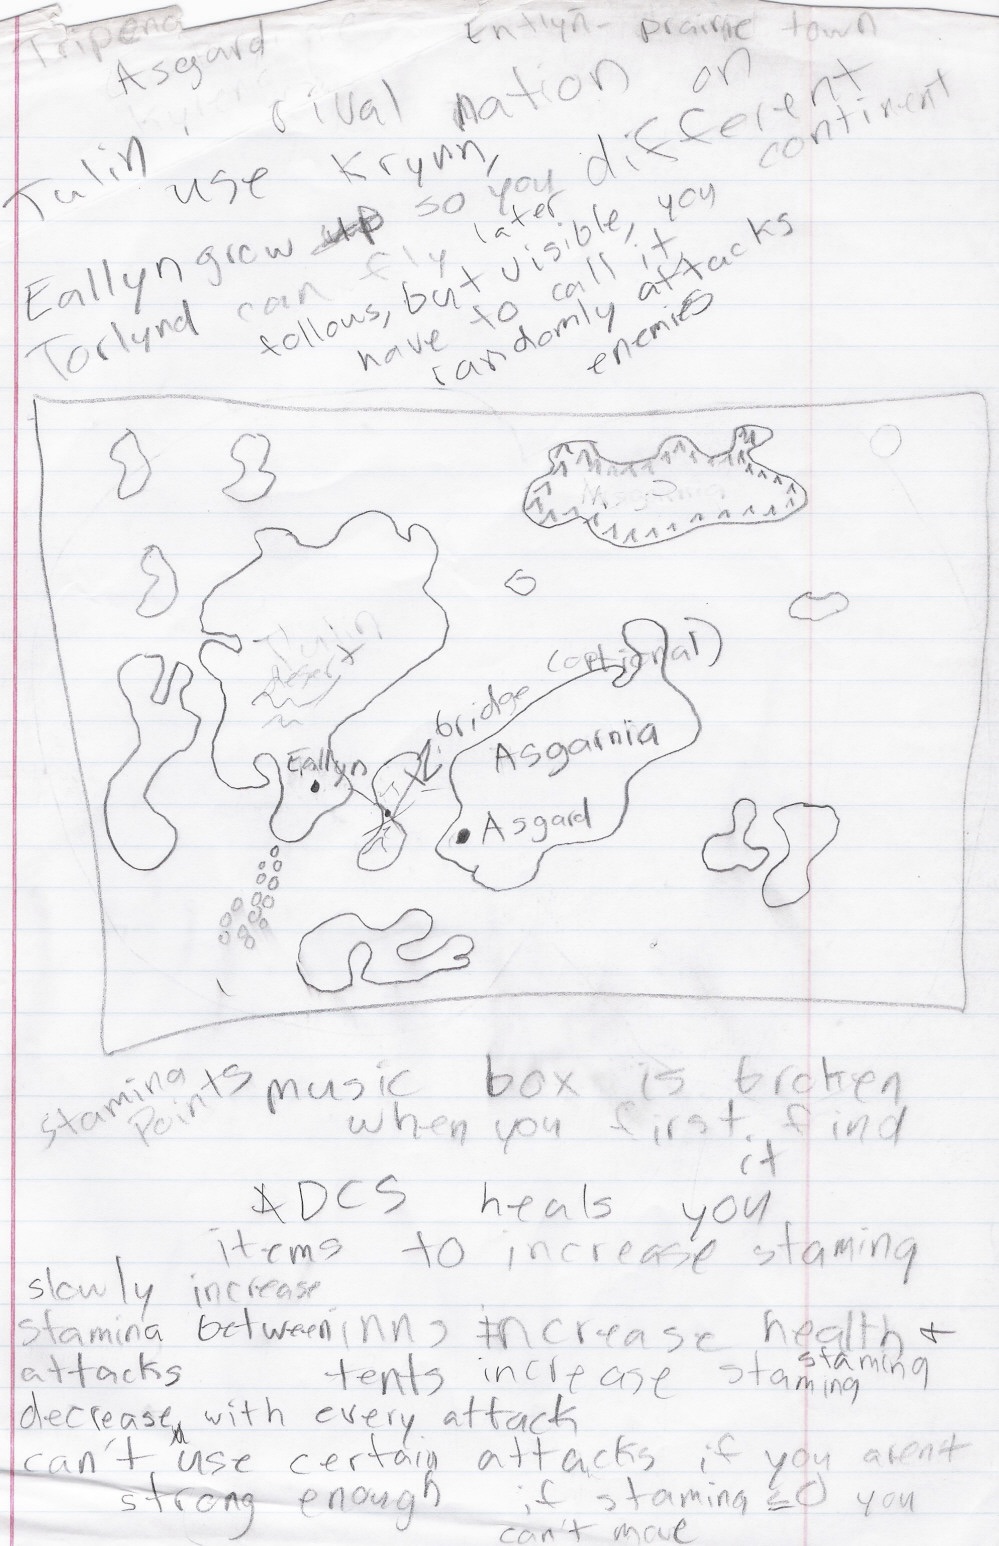 Tripena
Entlyn- prairie town
Asgard
Tulin rival nation on
different
continent
use Krynn,
Eallyn grow up so you
Torlynd can fly later
follows, but visible, you
have to call it
randomly attacks
enemies
Tulin
desert
(optional)
bridge
Asgarnia
Eallyn
Asgard
stamina
points
music box is broken
when you first find
it
ADCS heals you
items to increase stamina
slowly increase
stamina between
attacks
inns increase health +
stamina
tents increase stamina
decrease with every attack
can't use certain attacks if you arent
strong enough
if stamina ≤0 you
can't move